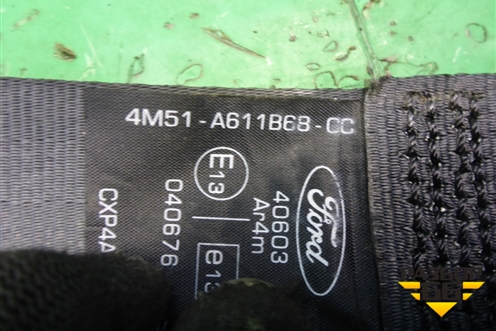 4M51-A611B68-CC
Ford
40603
Ar4m
E13
040676
e13
CXP4A